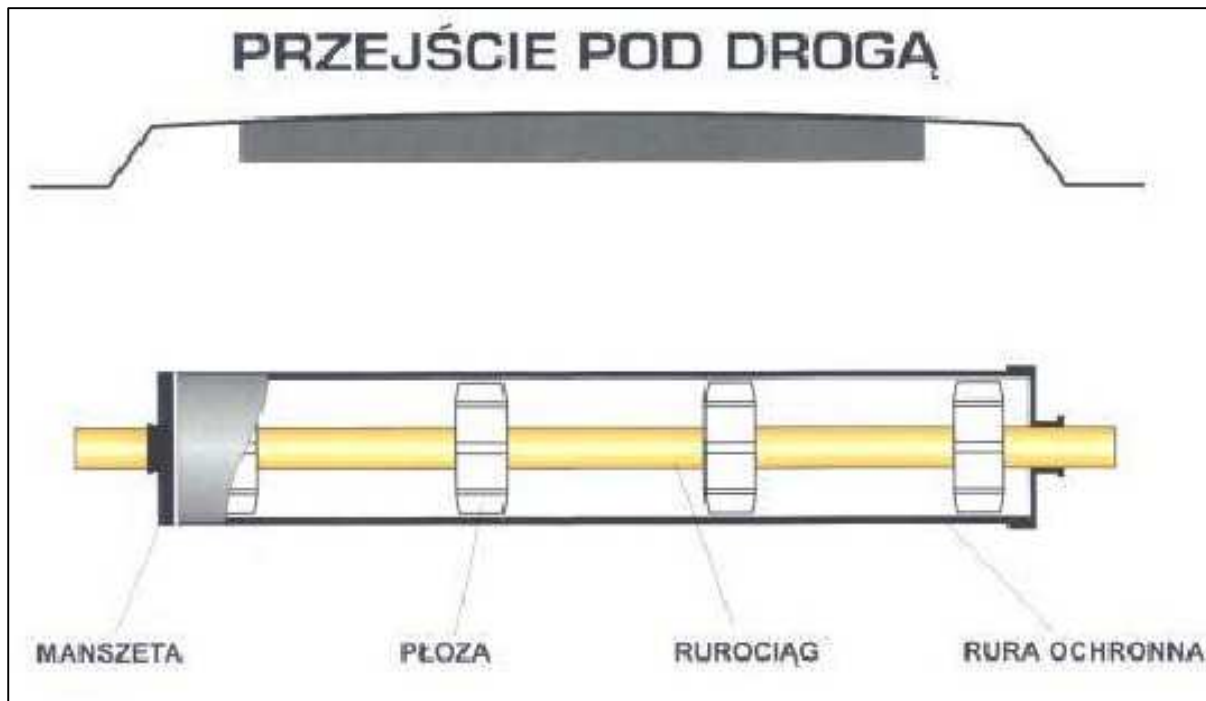 PRZEJŚCIE POD DROGĄ
MANSZETA
PŁOZA
RUROCIĄG
RURA OCHRONNA